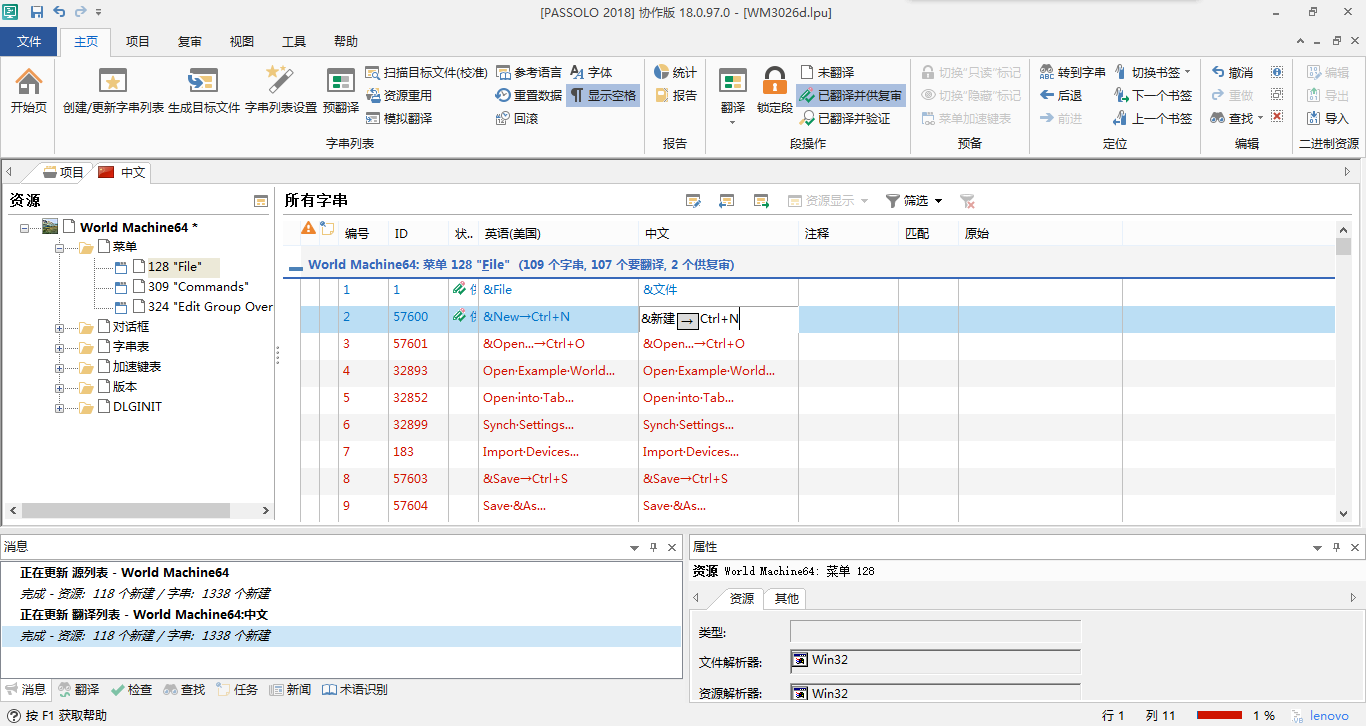 [PASSOLO 2018] 协作版 18.0.97.0 - [WM3026d.lpu]
文件 主页 项目 复审 视图 工具 帮助
开始页 创建/更新字串列表 生成目标文件 字串列表设置 预翻译
扫描目标文件(校准) 参考语言 字体
资源重用 重置数据 显示空格
模拟翻译 回滚
字串列表
统计
报告
报告
翻译 锁定段
未翻译
已翻译并供复审
已翻译并验证
段操作
切换“只读”标记
切换“隐藏”标记
菜单加速键表
预备
转到字串 切换书签
后退 下一个书签
前进 上一个书签
定位
撤消
重做
查找
编辑
编辑
导出
导入
二进制资源
项目 中文
资源
World Machine64 *
菜单
128 "File"
309 "Commands"
324 "Edit Group Over
对话框
字串表
加速键表
版本
DLGINIT
所有字串 资源显示 筛选
编号 ID 状.. 英语(美国) 中文 注释 匹配 原始
World Machine64: 菜单 128 "File" (109 个字串, 107 个要翻译, 2 个供复审)
1 1 &File &文件
2 57600 &New→Ctrl+N &新建→Ctrl+N
3 57601 &Open...→Ctrl+O &Open...→Ctrl+O
4 32893 Open·Example·World... Open·Example·World...
5 32852 Open·into·Tab... Open·into·Tab...
6 32899 Synch·Settings... Synch·Settings...
7 183 Import·Devices... Import·Devices...
8 57603 &Save→Ctrl+S &Save→Ctrl+S
9 57604 Save·&As... Save·&As...
消息
正在更新 源列表 - World Machine64
完成 - 资源: 118 个新建 / 字串: 1338 个新建
正在更新 翻译列表 - World Machine64:中文
完成 - 资源: 118 个新建 / 字串: 1338 个新建
消息 翻译 检查 查找 任务 新闻 术语识别
属性
资源 World Machine64: 菜单 128
资源 其他
类型:
文件解析器: Win32
资源解析器: Win32
按 F1 获取帮助 行 1 列 11 1 % lenovo